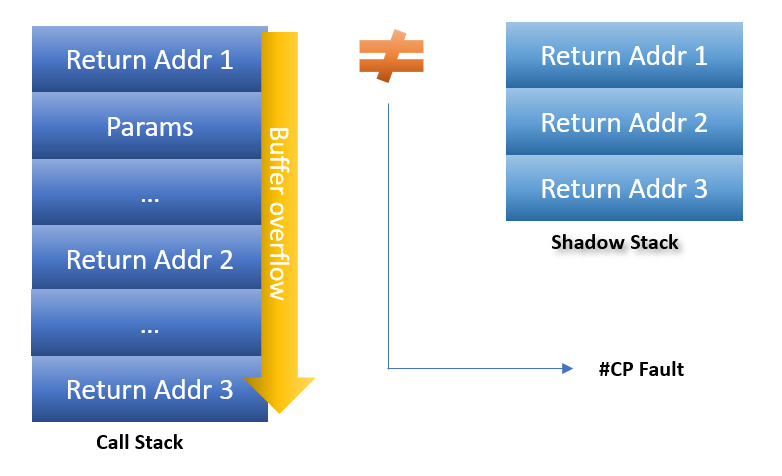 Return Addr 1
Params
...
Return Addr 2
...
Return Addr 3
Call Stack
Buffer overflow
≠
Return Addr 1
Return Addr 2
Return Addr 3
Shadow Stack
#CP Fault